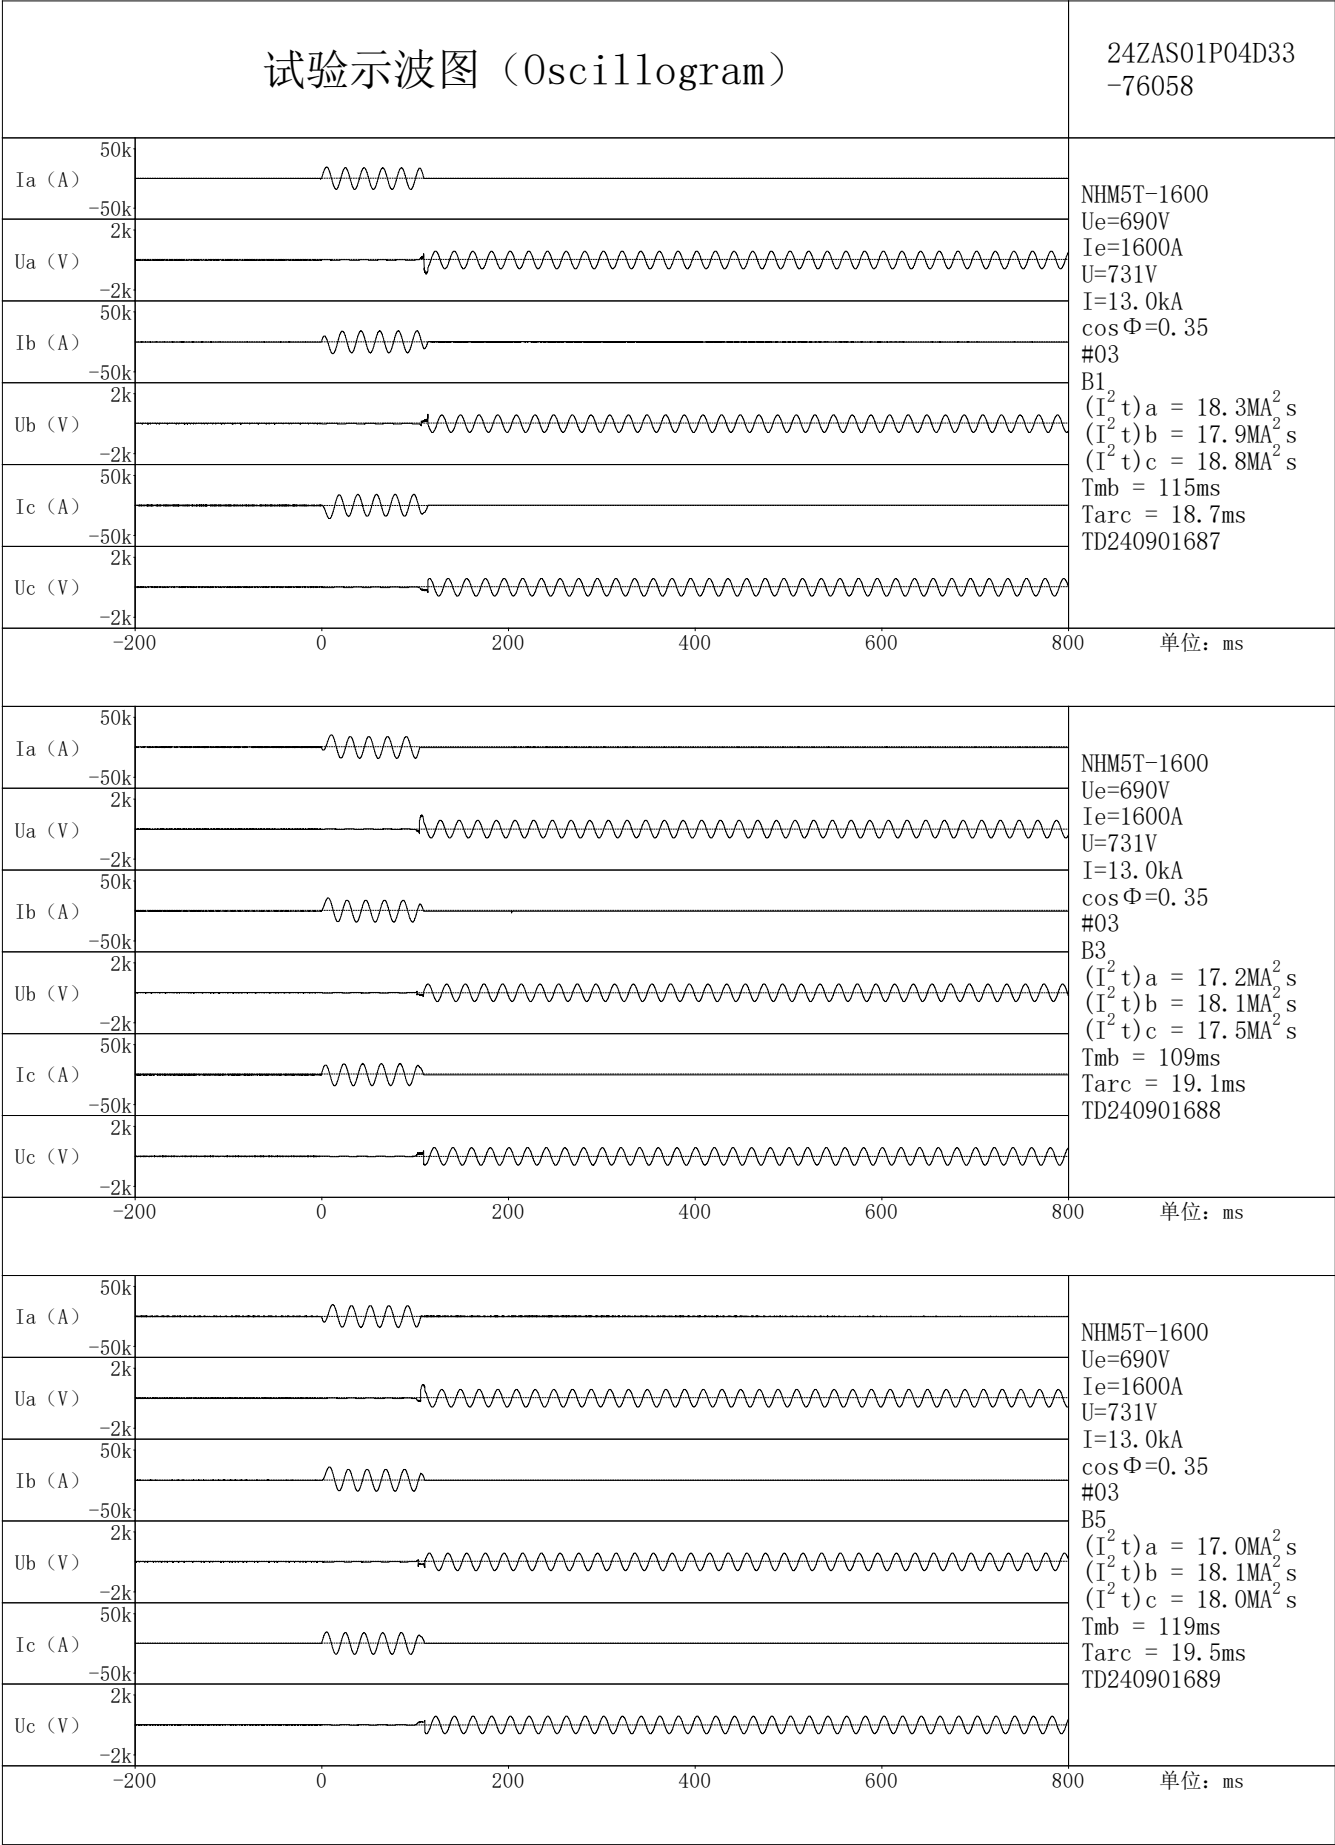 试验示波图（Oscillogram）
24ZAS01P04D33
-76058
50k
Ia（A）
-50k
2k
Ua（V）
-2k
50k
Ib（A）
-50k
2k
Ub（V）
-2k
50k
Ic（A）
-50k
2k
Uc（V）
-2k
-200 0 200 400 600 800 单位：ms
NHM5T-1600
Ue=690V
Ie=1600A
U=731V
I=13.0kA
cosΦ=0.35
#03
B1
(I²t)a = 18.3MA²s
(I²t)b = 17.9MA²s
(I²t)c = 18.8MA²s
Tmb = 115ms
Tarc = 18.7ms
TD240901687
50k
Ia（A）
-50k
2k
Ua（V）
-2k
50k
Ib（A）
-50k
2k
Ub（V）
-2k
50k
Ic（A）
-50k
2k
Uc（V）
-2k
-200 0 200 400 600 800 单位：ms
NHM5T-1600
Ue=690V
Ie=1600A
U=731V
I=13.0kA
cosΦ=0.35
#03
B3
(I²t)a = 17.2MA²s
(I²t)b = 18.1MA²s
(I²t)c = 17.5MA²s
Tmb = 109ms
Tarc = 19.1ms
TD240901688
50k
Ia（A）
-50k
2k
Ua（V）
-2k
50k
Ib（A）
-50k
2k
Ub（V）
-2k
50k
Ic（A）
-50k
2k
Uc（V）
-2k
-200 0 200 400 600 800 单位：ms
NHM5T-1600
Ue=690V
Ie=1600A
U=731V
I=13.0kA
cosΦ=0.35
#03
B5
(I²t)a = 17.0MA²s
(I²t)b = 18.1MA²s
(I²t)c = 18.0MA²s
Tmb = 119ms
Tarc = 19.5ms
TD240901689